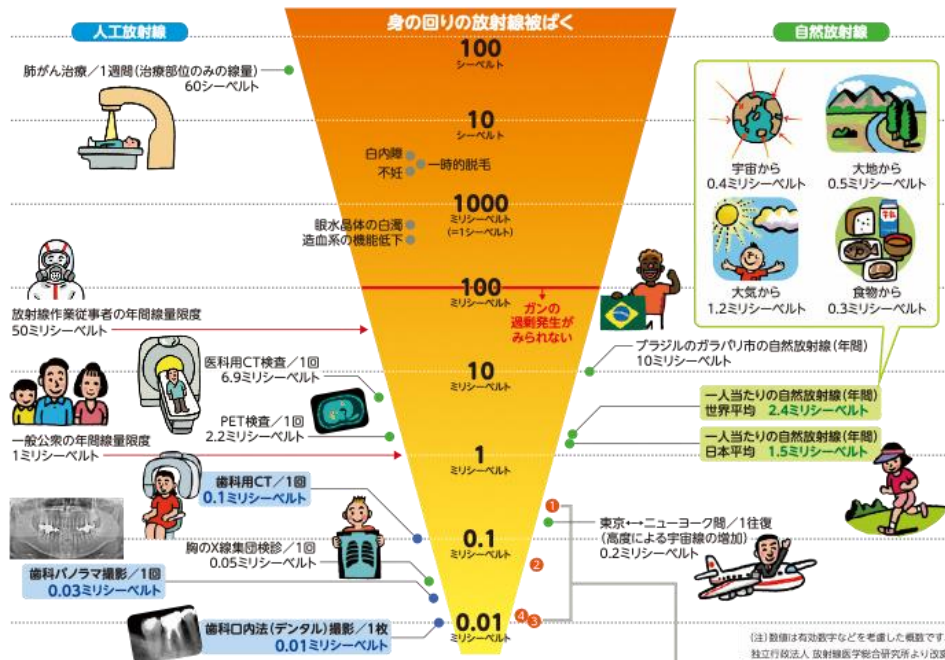 身の回りの放射線被ばく
人工放射線
自然放射線
肺がん治療／1週間(治療部位のみの線量)
60シーベルト
100
シーベルト
10
シーベルト
白内障
不妊
一時的脱毛
1000
ミリシーベルト
(=1シーベルト)
眼水晶体の白濁
造血系の機能低下
100
ミリシーベルト
ガンの
過剰発生が
みられない
宇宙から
0.4ミリシーベルト
大地から
0.5ミリシーベルト
大気から
1.2ミリシーベルト
食物から
0.3ミリシーベルト
放射線作業従事者の年間線量限度
50ミリシーベルト
ブラジルのガラパリ市の自然放射線(年間)
10ミリシーベルト
医科用CT検査／1回
6.9ミリシーベルト
10
ミリシーベルト
PET検査／1回
2.2ミリシーベルト
一人当たりの自然放射線(年間)
世界平均 2.4ミリシーベルト
一人当たりの自然放射線(年間)
日本平均 1.5ミリシーベルト
一般公衆の年間線量限度
1ミリシーベルト
1
ミリシーベルト
歯科用CT／1回
0.1ミリシーベルト
①
東京←→ニューヨーク間／1往復
(高度による宇宙線の増加)
0.2ミリシーベルト
0.1
ミリシーベルト
胸のX線集団検診／1回
0.05ミリシーベルト
②
歯科パノラマ撮影／1回
0.03ミリシーベルト
歯科口内法(デンタル)撮影／1枚
0.01ミリシーベルト
0.01
ミリシーベルト
④③
(注)数値は有効数字などを考慮した概数です
独立行政法人 放射線医学総合研究所より改